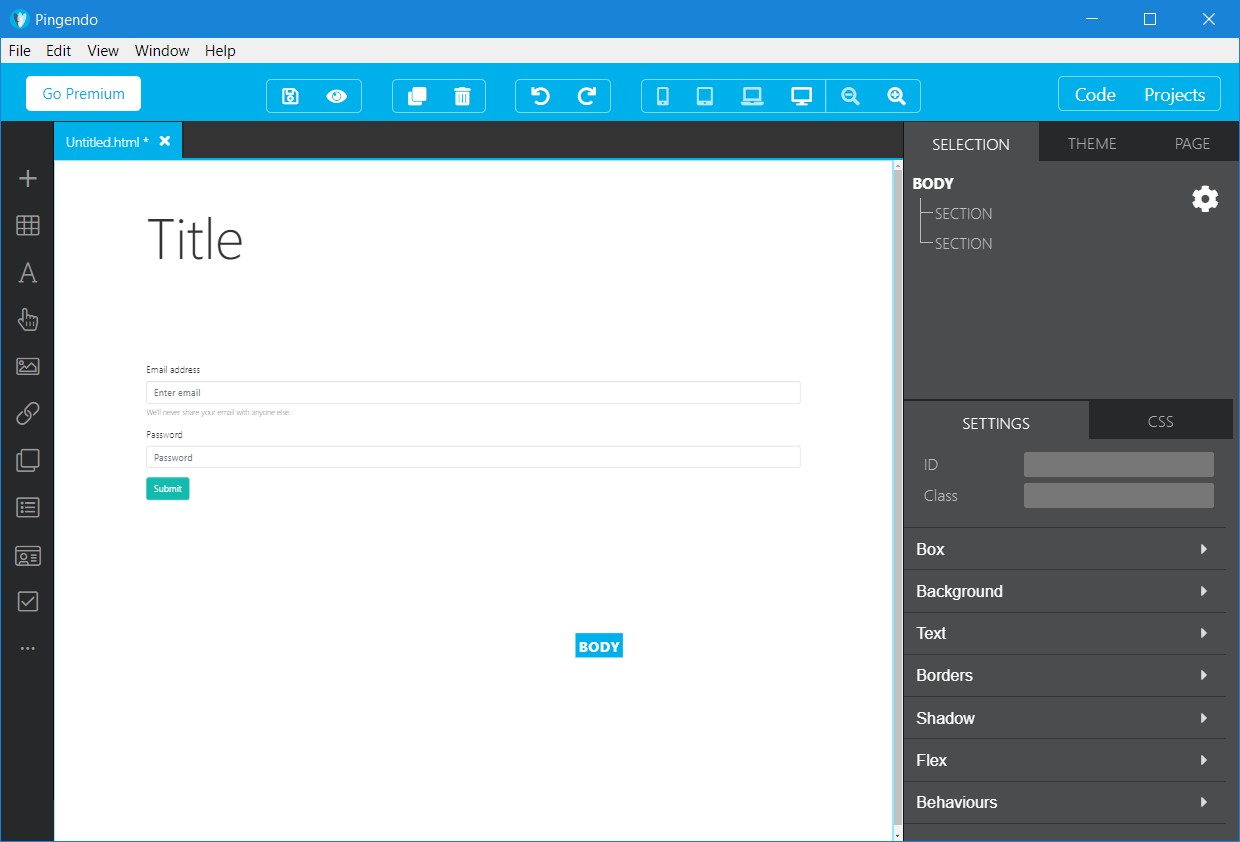 Pingendo
File Edit View Window Help
Go Premium
Code Projects
Untitled.html *
SELECTION THEME PAGE
BODY
SECTION
SECTION
Title
Email address
Enter email
We'll never share your email with anyone else.
Password
Password
Submit
BODY
SETTINGS CSS
ID
Class
Box
Background
Text
Borders
Shadow
Flex
Behaviours